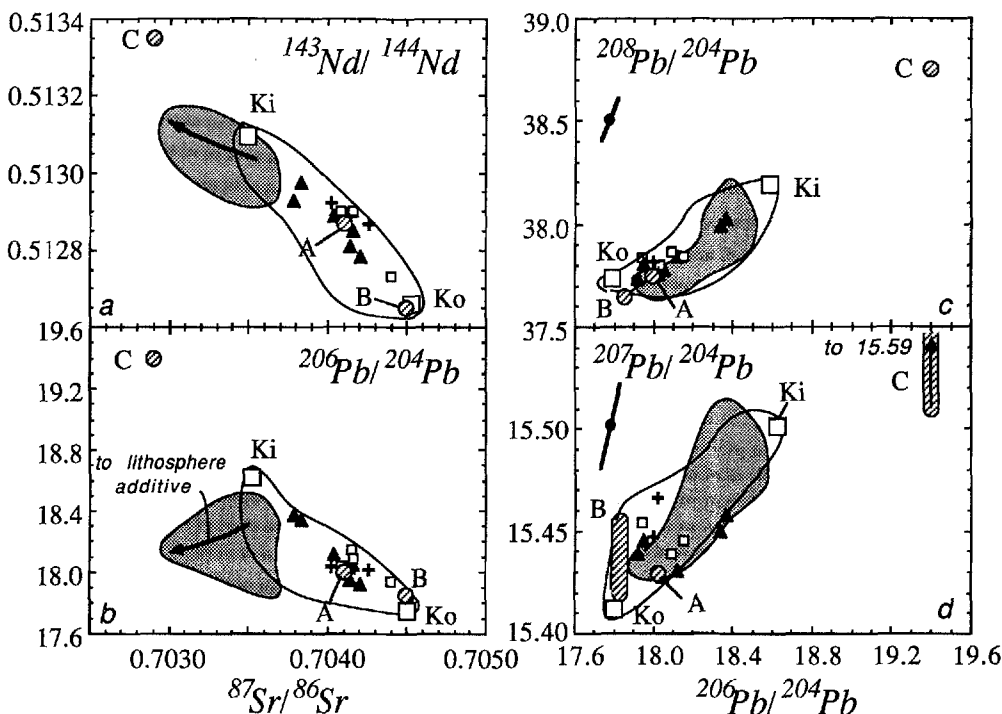 0.5134
0.5132
0.5130
0.5128
C
143Nd/ 144Nd
Ki
A
B
Ko
a
39.0
38.5
38.0
37.5
208Pb/ 204Pb
C
Ki
Ko
B
A
c
19.6
19.2
18.8
18.4
18.0
17.6
C
206Pb/ 204Pb
Ki
to lithosphere
additive
A
B
Ko
b
0.7030
0.7040
0.7050
87Sr/86Sr
15.50
15.45
15.40
207Pb/ 204Pb
to 15.59
C
Ki
B
A
Ko
d
17.6
18.0
18.4
18.8
19.2
19.6
206Pb/ 204Pb